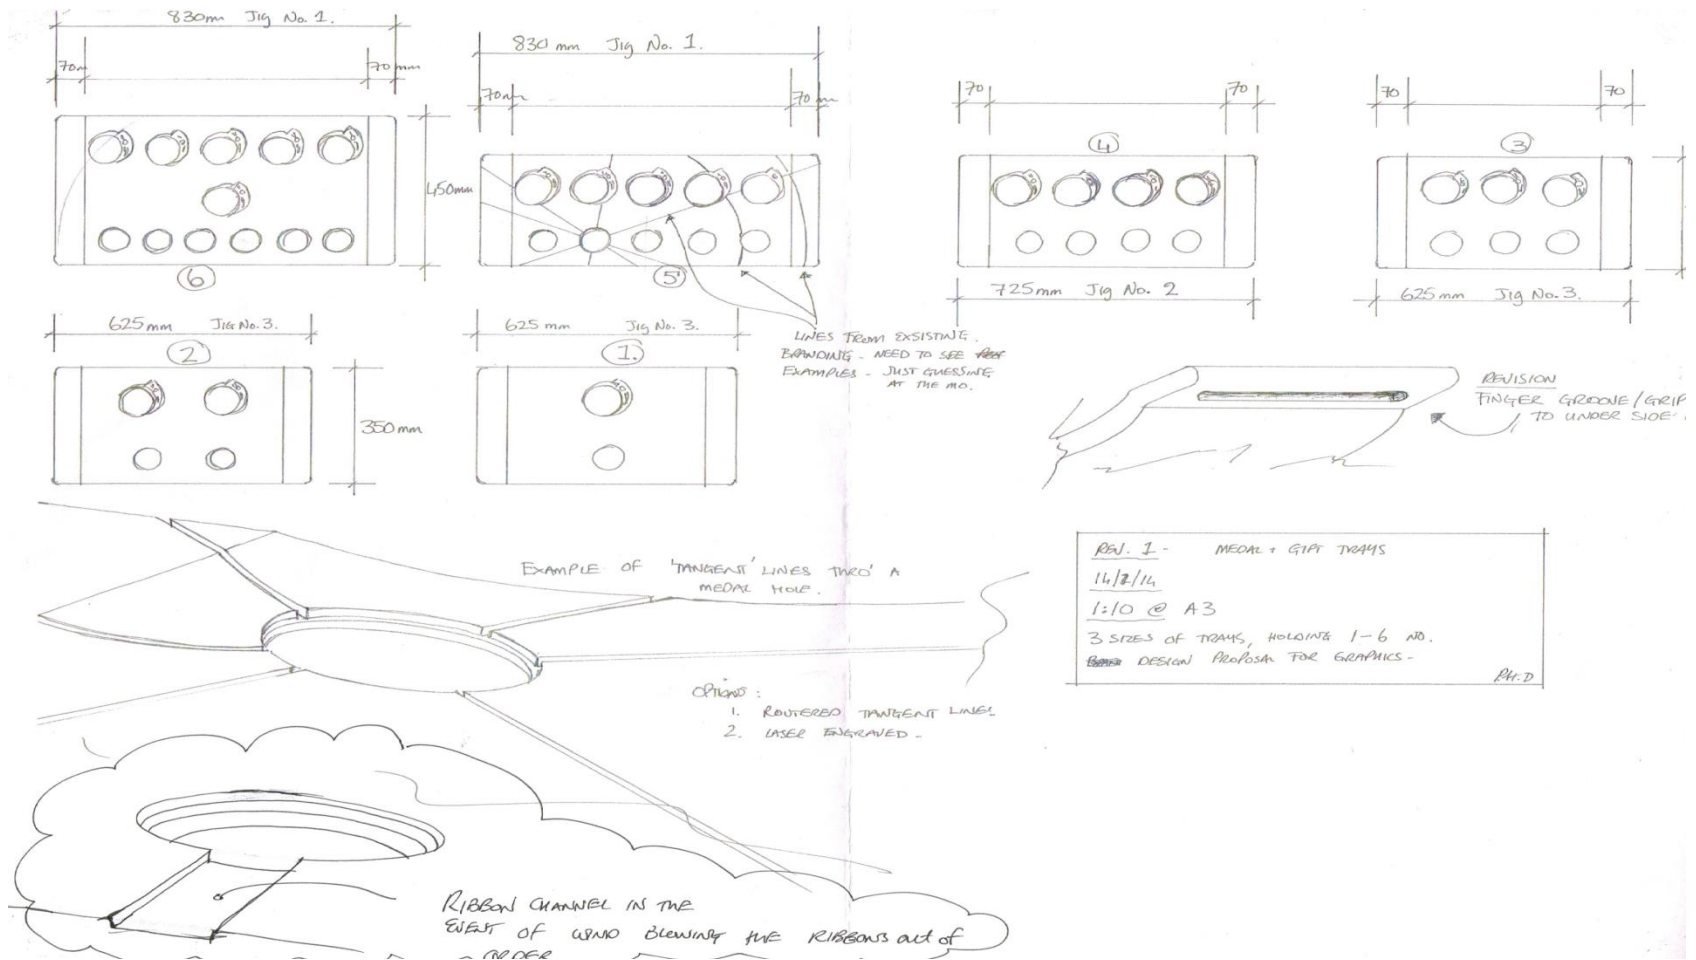 830mm Jig No. 1.
70m
70 mm
450mm
6
830 mm Jig No. 1.
70mm
70 m
5
LINES FROM EXSISTING.
BRANDING - NEED TO SEE
EXAMPLES - JUST GUESSING
AT THE MO.
70
70
4
725mm Jig No. 2
70
70
3
625mm Jig No. 3.
625mm Jig No. 3.
2
350mm
625 mm Jig No. 3.
1.
REVISION
FINGER GROOVE/GRIP
TO UNDER SIDE
EXAMPLE OF 'TANGENT' LINES THRO' A
MEDAL HOLE.
OPTIONS:
1. ROUTERED TANGENT LINES
2. LASER ENGRAVED -
REV. 1 - MEDAL + GIFT TRAYS
1:10 @ A3
3 SIZES OF TRAYS, HOLDING 1-6 NO.
DESIGN PROPOSAL FOR GRAPHICS -
RIBBON CHANNEL IN THE
EVENT OF WIND BLOWING THE RIBBONS OUT OF
ORDER